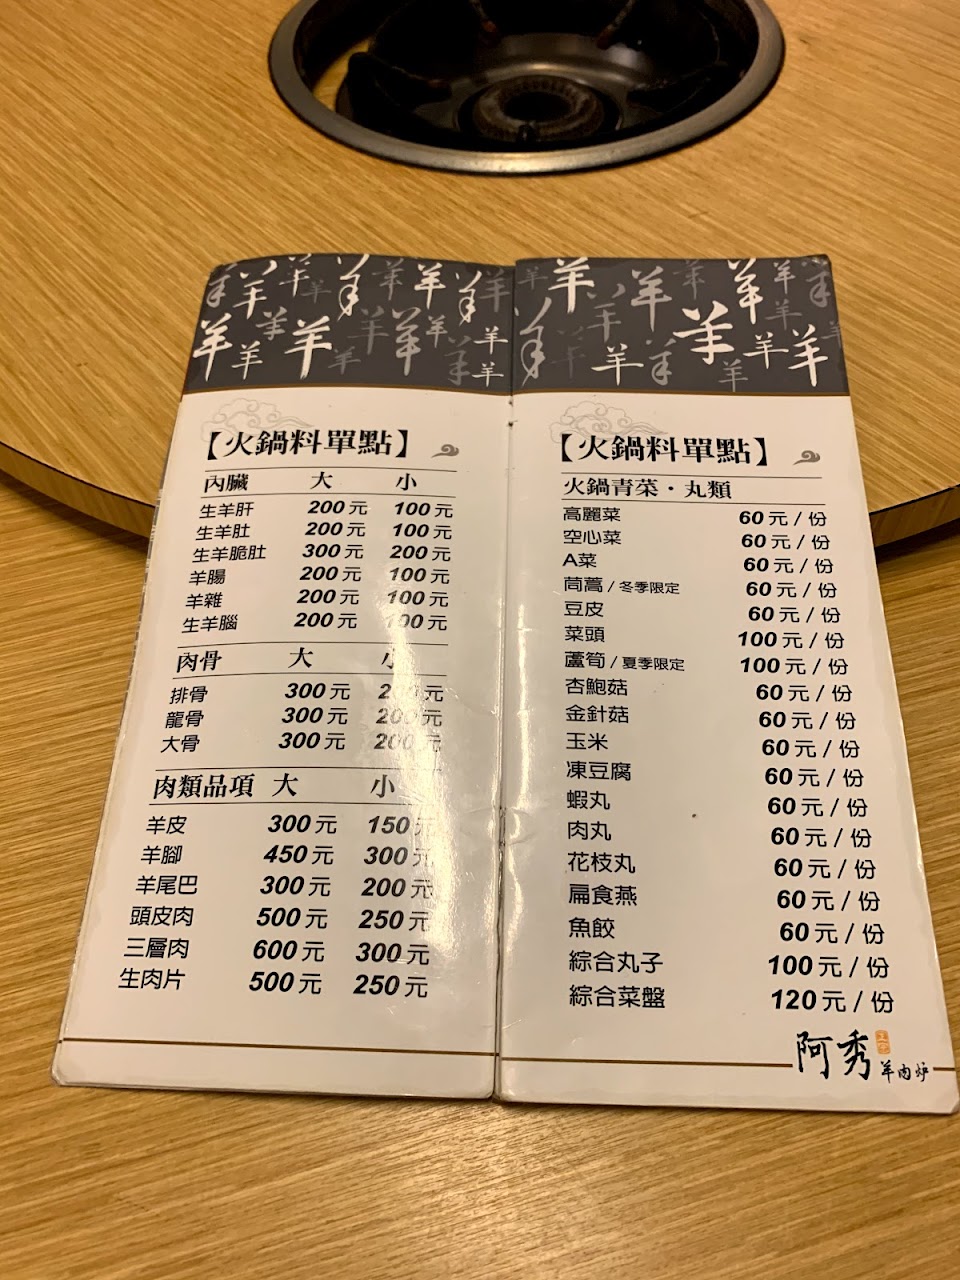 【火鍋料單點】
內臟 大 小
生羊肝 200元 100元
生羊肚 200元 100元
生羊脆肚 300元 200元
羊腸 200元 100元
羊雜 200元 100元
生羊腦 200元 100元
肉骨 大 小
排骨 300元 200元
龍骨 300元 200元
大骨 300元 200元
肉類品項 大 小
羊皮 300元 150元
羊腳 450元 300元
羊尾巴 300元 200元
頭皮肉 500元 250元
三層肉 600元 300元
生肉片 500元 250元
【火鍋料單點】
火鍋青菜・丸類
高麗菜 60元/份
空心菜 60元/份
A菜 60元/份
茼蒿/冬季限定 60元/份
豆皮 60元/份
菜頭 100元/份
蘆筍/夏季限定 100元/份
杏鮑菇 60元/份
金針菇 60元/份
玉米 60元/份
凍豆腐 60元/份
蝦丸 60元/份
肉丸 60元/份
花枝丸 60元/份
扁食燕 60元/份
魚餃 60元/份
綜合丸子 100元/份
綜合菜盤 120元/份
阿秀 羊肉炉